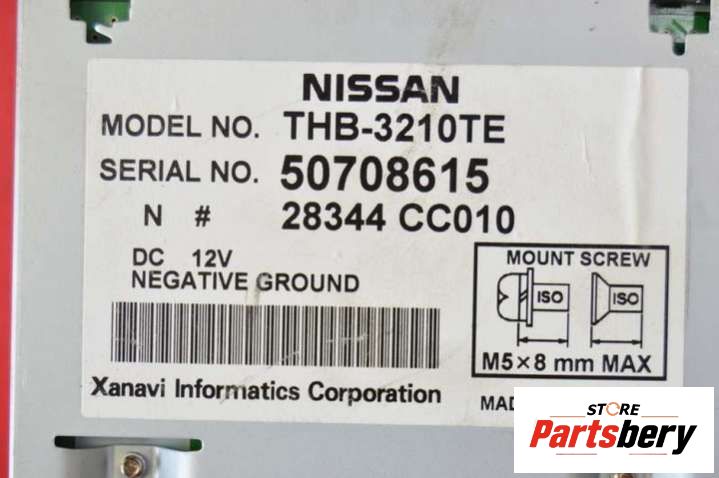 NISSAN
MODEL NO. THB-3210TE
SERIAL NO. 50708615
N # 28344 CC010
DC 12V
NEGATIVE GROUND
MOUNT SCREW
ISO ISO
M5×8 mm MAX
Xanavi Informatics Corporation
MAD
STORE
Partsbery